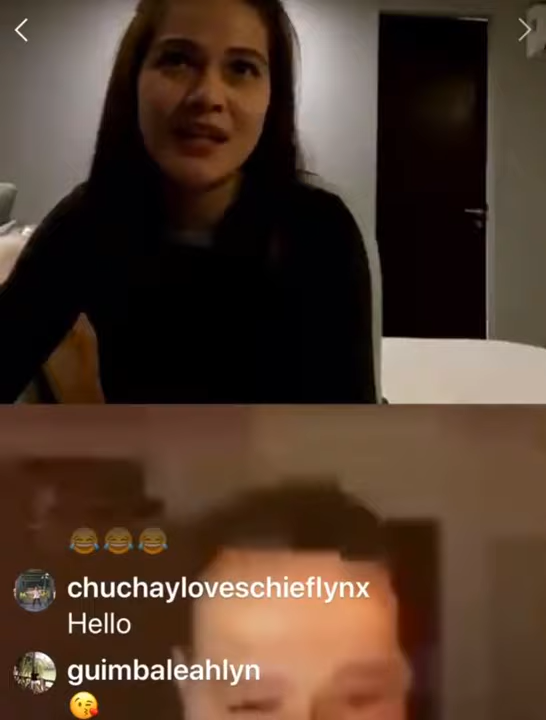 😂😂😂
chuchayloveschieflynx
Hello
guimbaleahlyn
😘